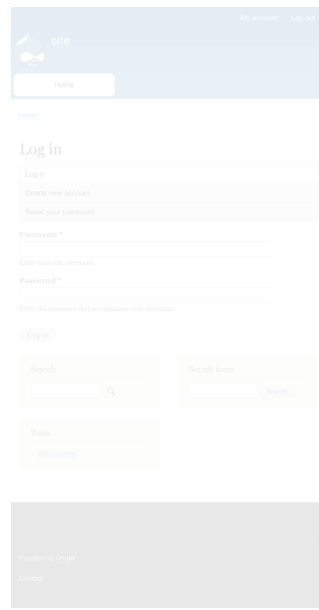 My account Log out
site
Home
Home
Log in
Log in
Create new account
Reset your password
Username *
Enter your site username.
Password *
Enter the password that accompanies your username.
Log in
Search
Search form
Search
Tools
Add content
Powered by Drupal
Contact